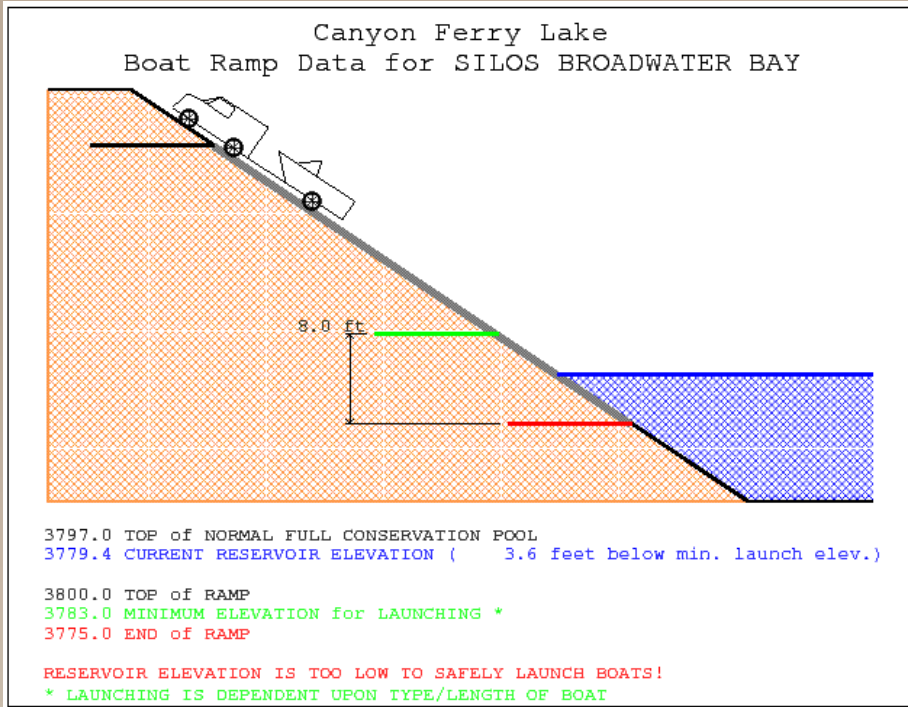 Canyon Ferry Lake
Boat Ramp Data for SILOS BROADWATER BAY
8.0 ft
3797.0 TOP of NORMAL FULL CONSERVATION POOL
3779.4 CURRENT RESERVOIR ELEVATION ( 3.6 feet below min. launch elev.)
3800.0 TOP of RAMP
3783.0 MINIMUM ELEVATION for LAUNCHING *
3775.0 END of RAMP
RESERVOIR ELEVATION IS TOO LOW TO SAFELY LAUNCH BOATS!
* LAUNCHING IS DEPENDENT UPON TYPE/LENGTH OF BOAT